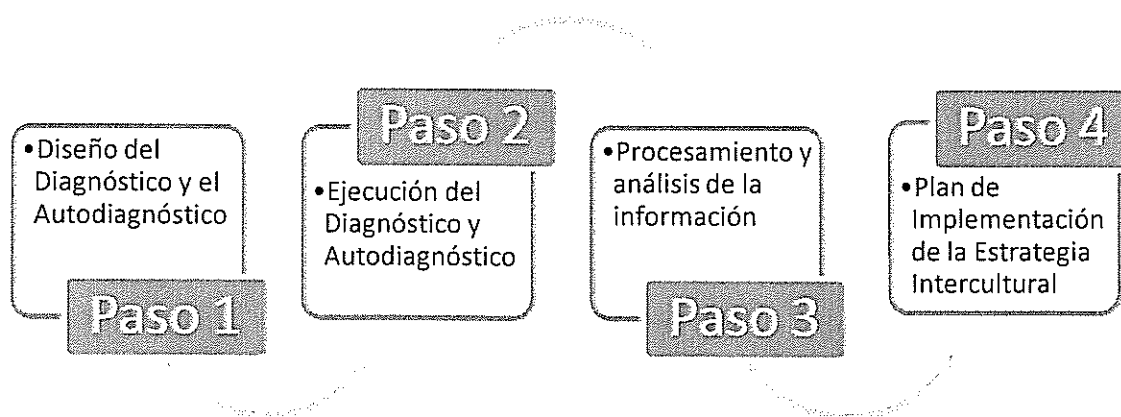 •Diseño del
Diagnóstico y el
Autodiagnóstico
Paso 1
Paso 2
•Ejecución del
Diagnóstico y
Autodiagnóstico
•Procesamiento y
análisis de la
información
Paso 3
Paso 4
•Plan de
Implementación
de la Estrategia
Intercultural